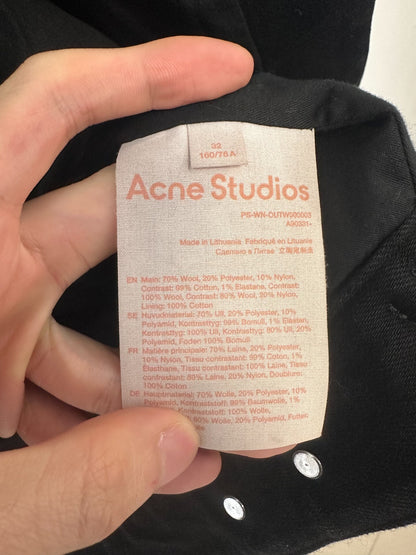 32
160/76A
Acne Studios
PS-WN-OUTW000003
A90331-
Made in Lithuania Fabriqué en Lituanie
Сделано в Литве 立陶宛制造
EN Main: 70% Wool, 20% Polyester, 10% Nylon,
Contrast: 99% Cotton, 1% Elastane, Contrast:
100% Wool, Contrast: 80% Wool, 20% Nylon,
Lining: 100% Cotton
SE Huvudmaterial: 70% Ull, 20% Polyester, 10%
Polyamid, Kontrasttyg: 99% Bomull, 1% Elastan,
Kontrasttyg: 100% Ull, Kontrasttyg: 80% Ull, 20%
Polyamid, Foder: 100% Bomull
FR Matière principale: 70% Laine, 20% Polyester,
10% Nylon, Tissu contrastant: 99% Coton, 1%
Élasthanne, Tissu contrastant: 100% Laine, Tissu
contrastant: 80% Laine, 20% Nylon, Doublure:
100% Coton
DE Hauptmaterial: 70% Wolle, 20% Polyester, 10%
Polyamid, Kontraststoff: 99% Baumwolle, 1%
Kontraststoff: 100% Wolle,
80% Wolle, 20% Polyamid, Futter: